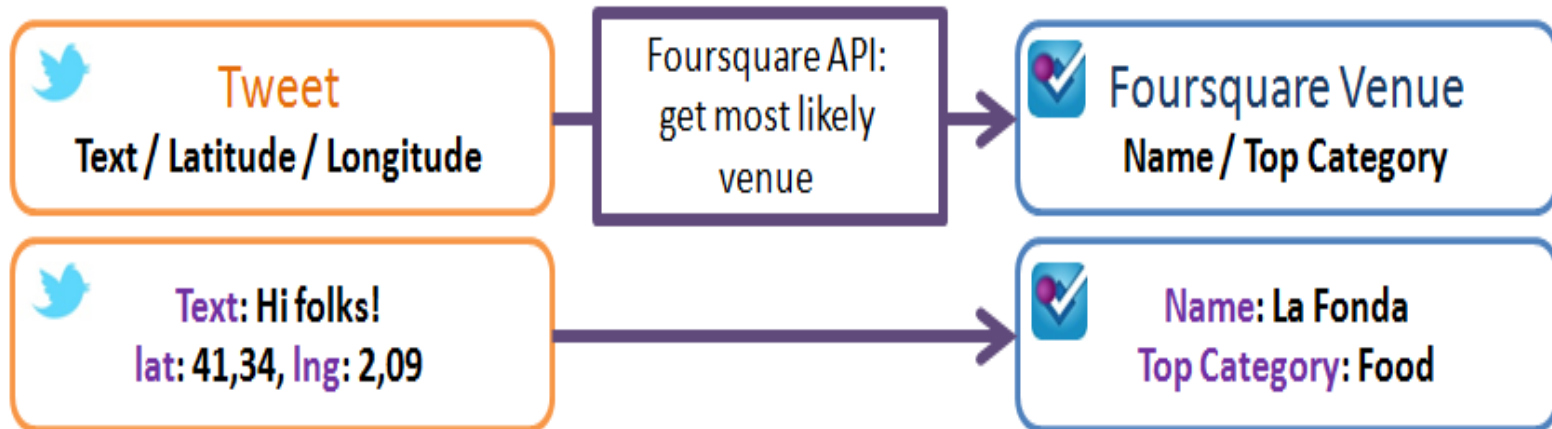 Tweet
Text / Latitude / Longitude
Foursquare API:
get most likely
venue
Foursquare Venue
Name / Top Category
Text: Hi folks!
lat: 41,34, lng: 2,09
Name: La Fonda
Top Category: Food